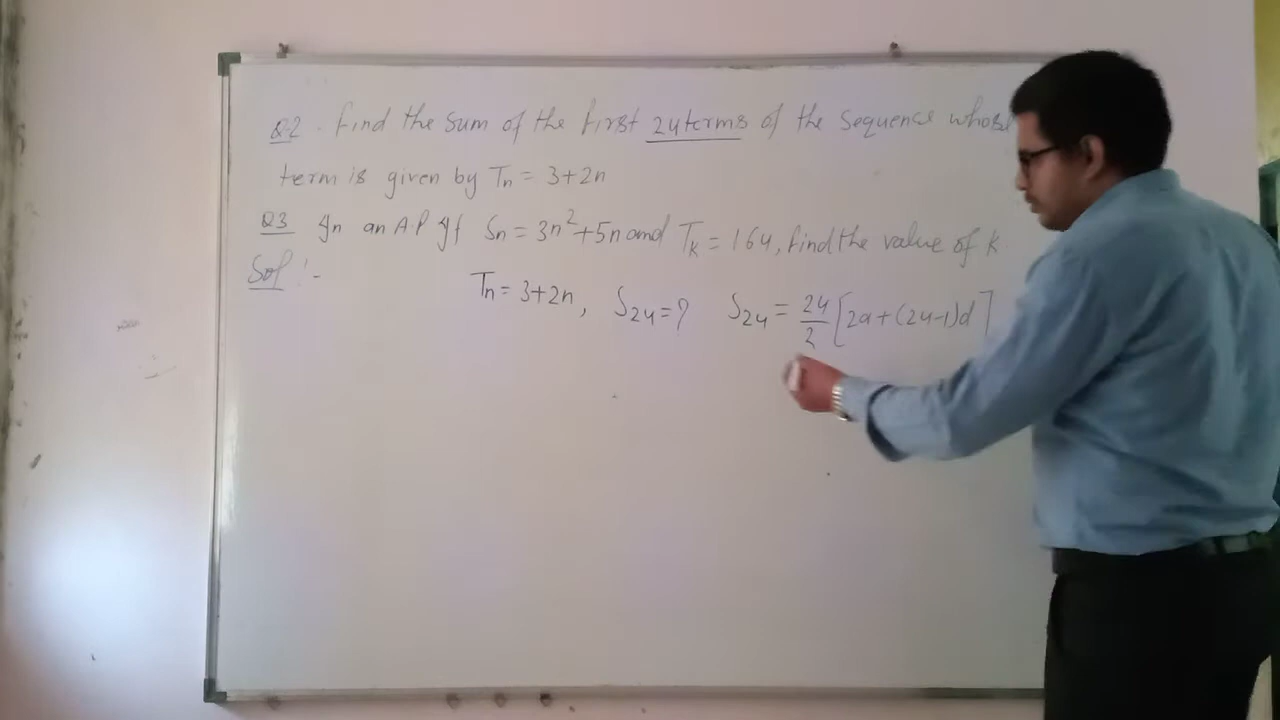 Q.2. Find the sum of the first 24 terms of the sequence whose
term is given by Tn = 3+2n
Q3 In an A.P If Sn = 3n²+5n and Tk = 164, find the value of k
Sol!:-
Tn = 3+2n, S24=? S24 = 24/2 [2a+(24-1)d]